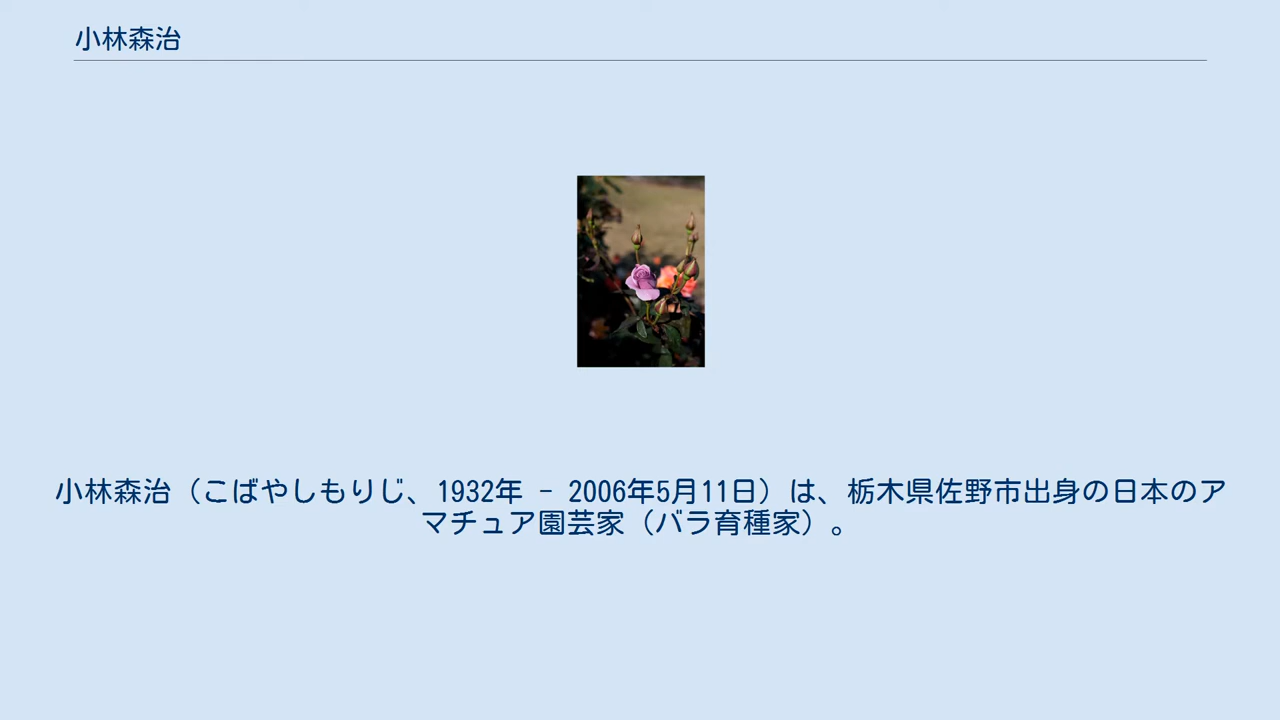 小林森治
小林森治（こばやしもりじ、1932年 - 2006年5月11日）は、栃木県佐野市出身の日本のア
マチュア園芸家（バラ育種家）。